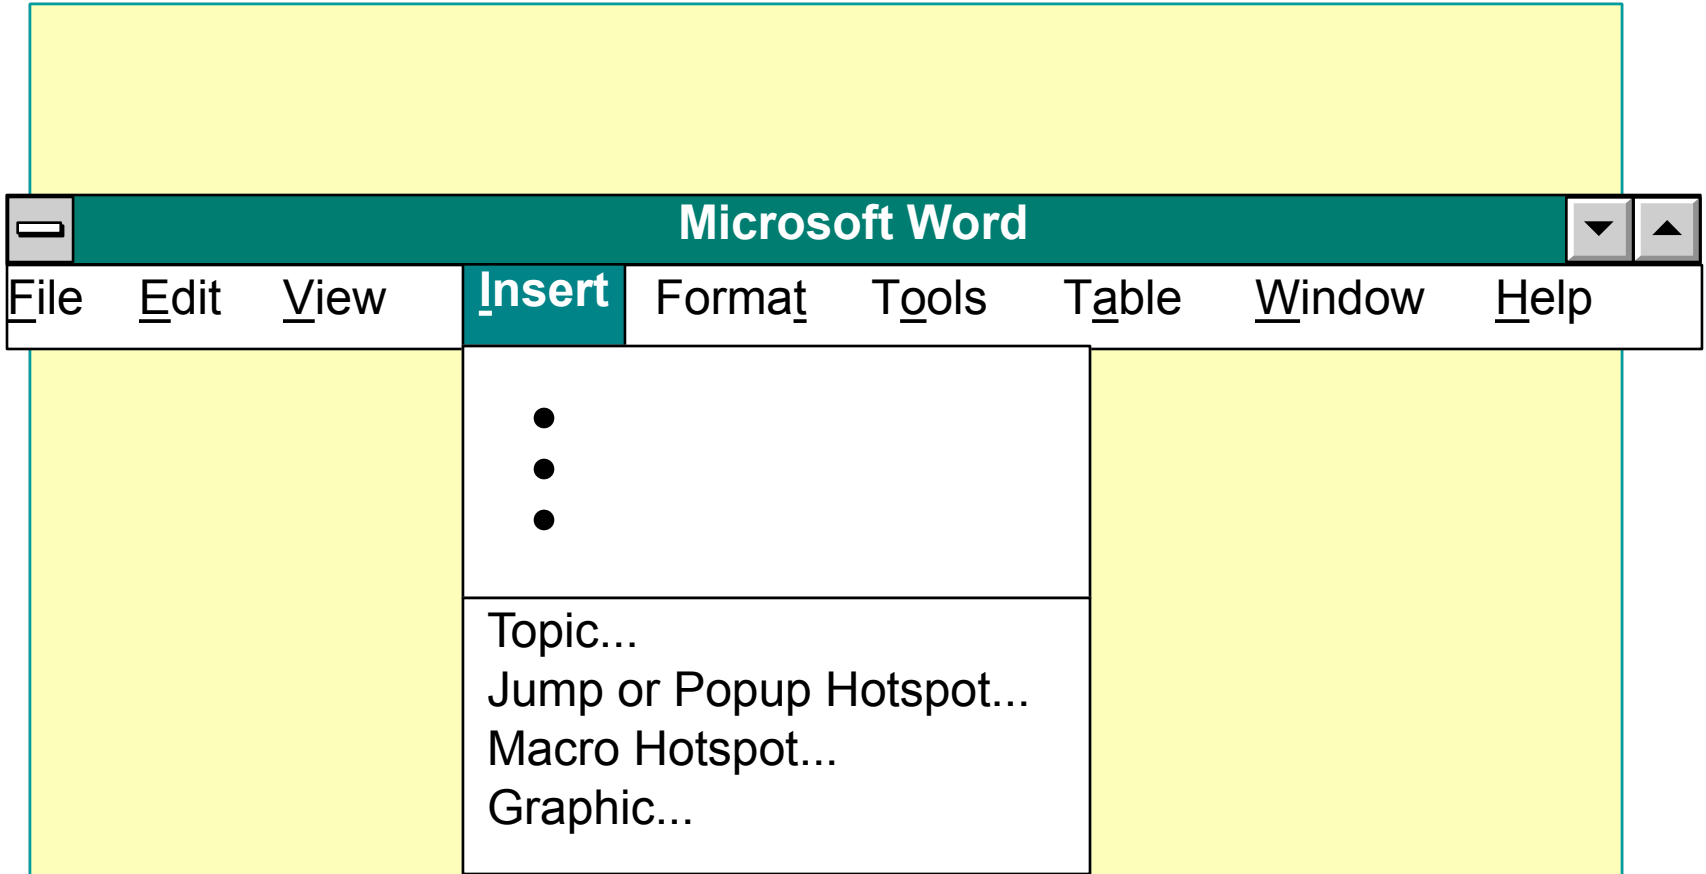 Microsoft Word
File Edit View Insert Format Tools Table Window Help
•
•
•
Topic...
Jump or Popup Hotspot...
Macro Hotspot...
Graphic...